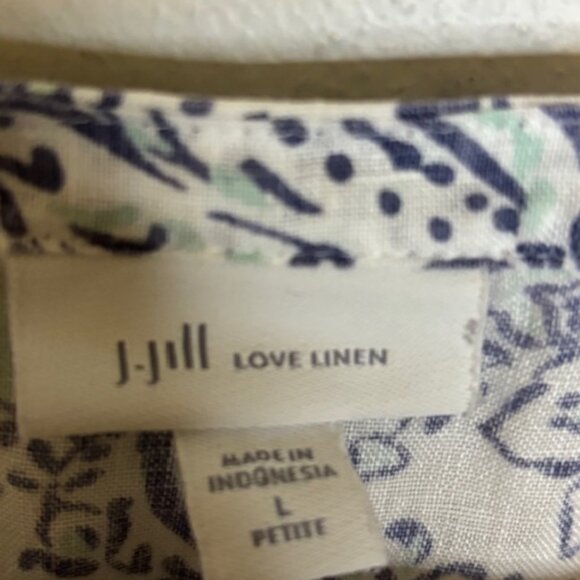 J.Jill LOVE LINEN
MADE IN
INDONESIA
L
PETITE